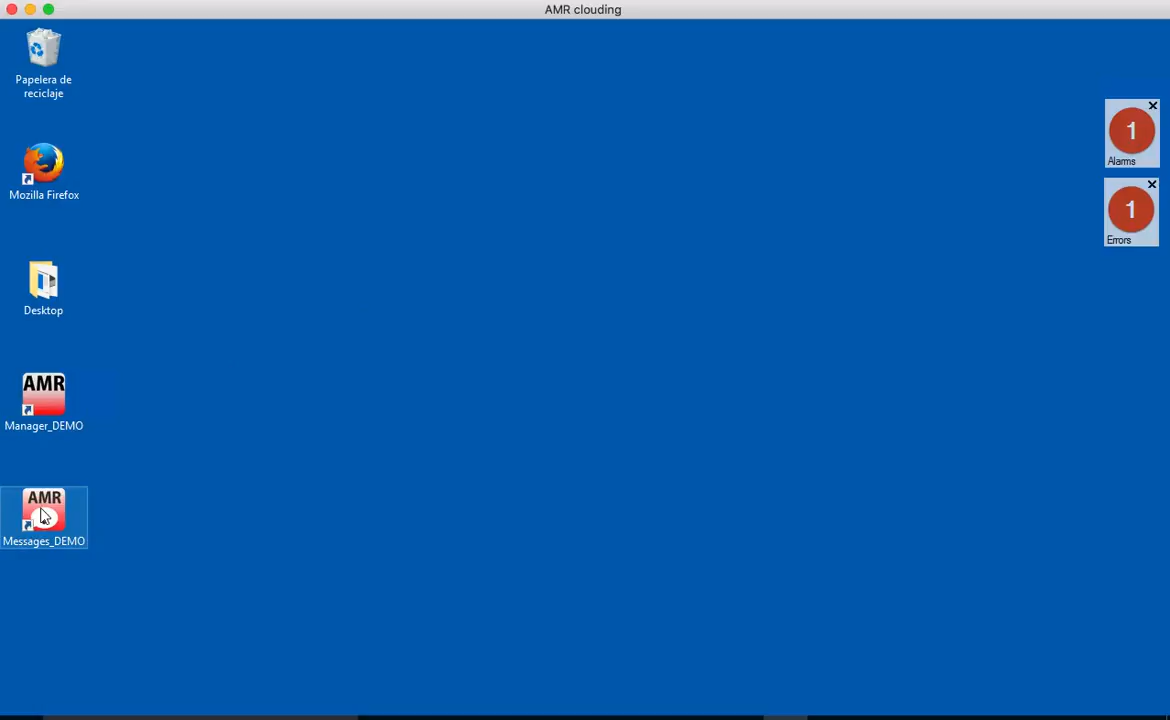 AMR clouding
Papelera de
reciclaje
Mozilla Firefox
Desktop
AMR
Manager_DEMO
AMR
Messages_DEMO
1
Alarms
1
Errors